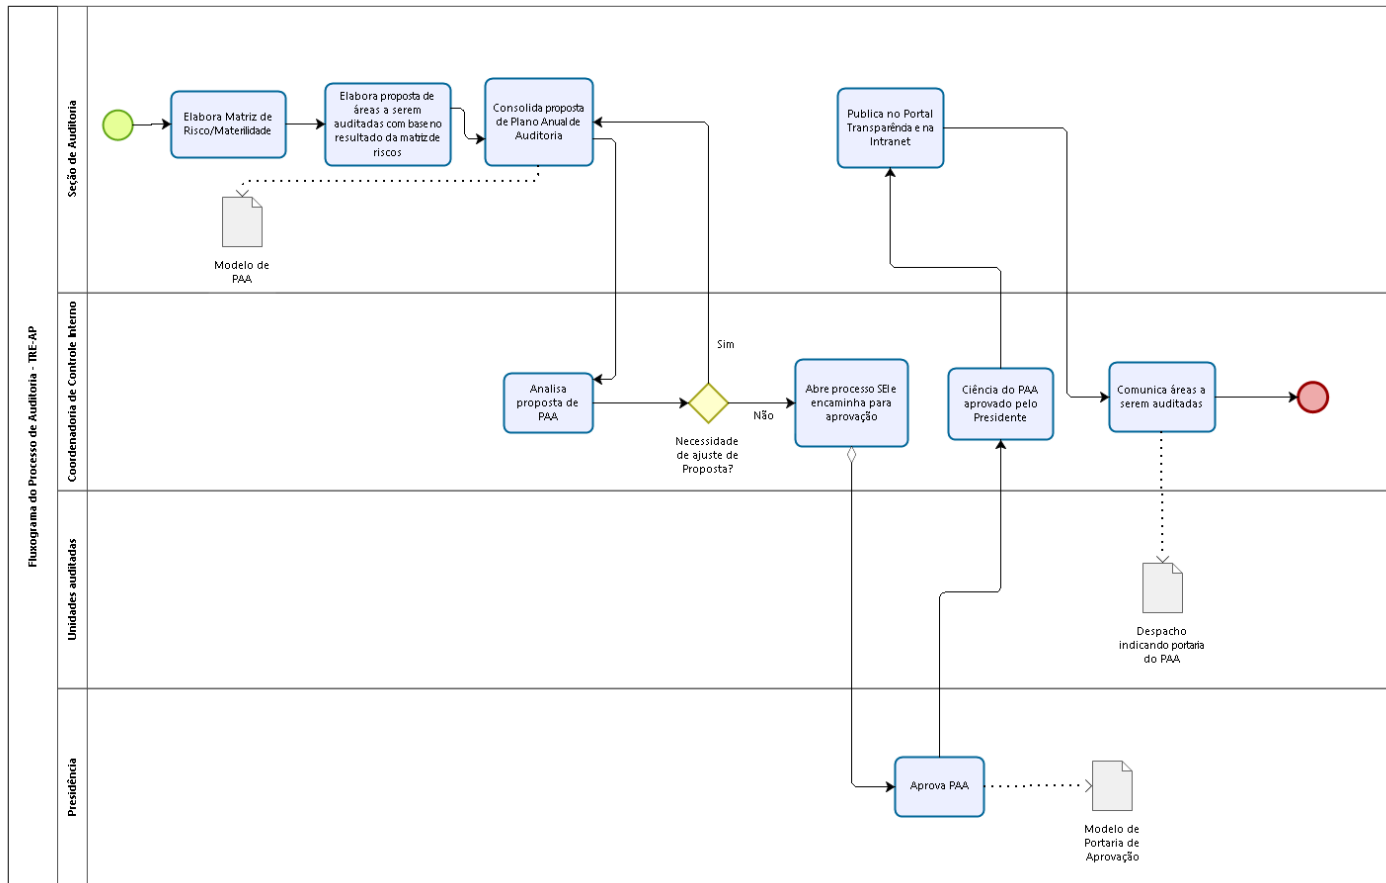 Fluxograma do Processo de Auditoria - TRE-AP
Seção de Auditoria
Elabora Matriz de
Risco/Materilidade
Elabora proposta de
áreas a serem
auditadas com base no
resultado da matriz de
riscos
Consolida proposta
de Plano Anual de
Auditoria
Modelo de
PAA
Publica no Portal
Transparência e na
Intranet
Coordenadoria de Controle Interno
Analisa
proposta de
PAA
Sim
Necessidade
de ajuste de
Proposta?
Não
Abre processo SEI e
encaminha para
aprovação
Ciência do PAA
aprovado pelo
Presidente
Comunica áreas a
serem auditadas
Unidades auditadas
Despacho
indicando portaria
do PAA
Presidência
Aprova PAA
Modelo de
Portaria de
Aprovação